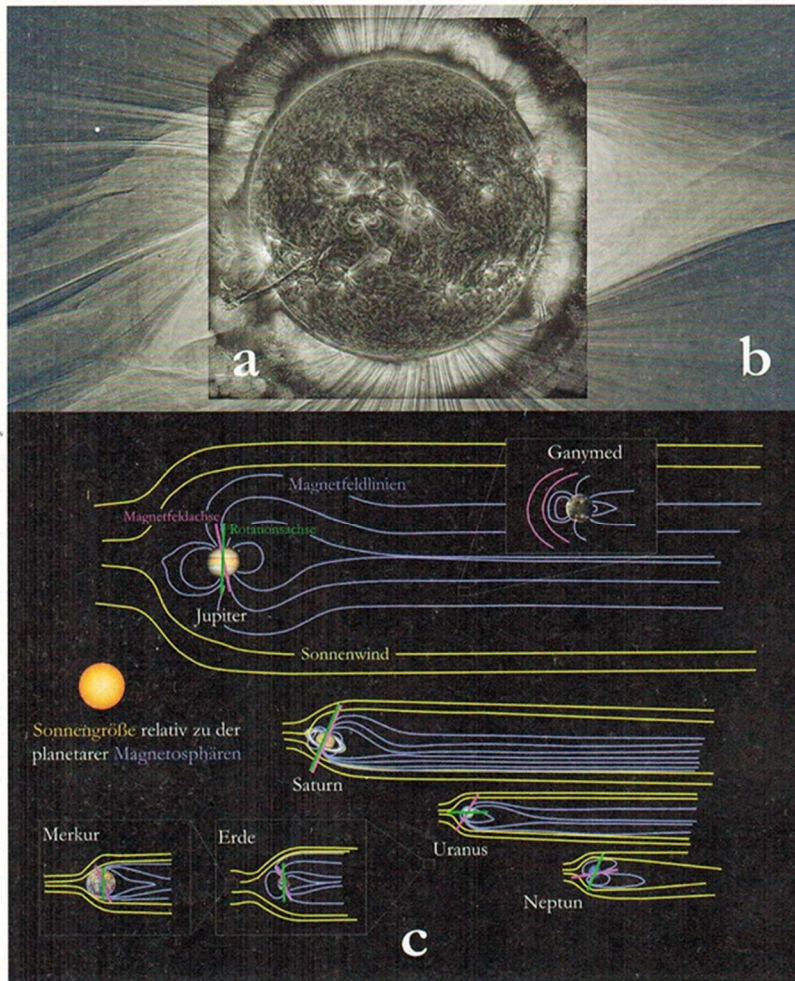 a
b
Ganymed
Magnetfeldlinien
Magnetfeldachse
Rotationsachse
Jupiter
Sonnenwind
Sonnengröße relativ zu der
planetarer Magnetosphären
Saturn
Merkur
Erde
Uranus
Neptun
c